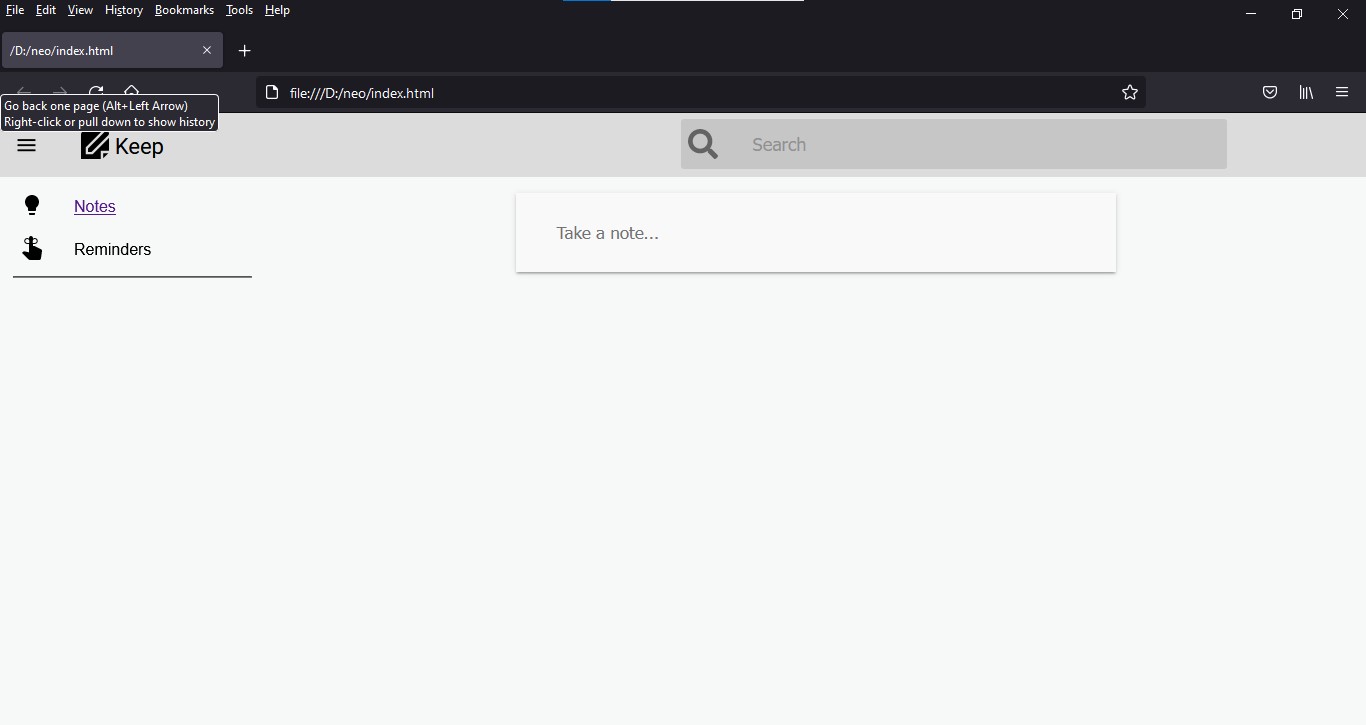 File Edit View History Bookmarks Tools Help
/D:/neo/index.html
file:///D:/neo/index.html
Go back one page (Alt+Left Arrow)
Right-click or pull down to show history
Keep
Search
Notes
Take a note...
Reminders